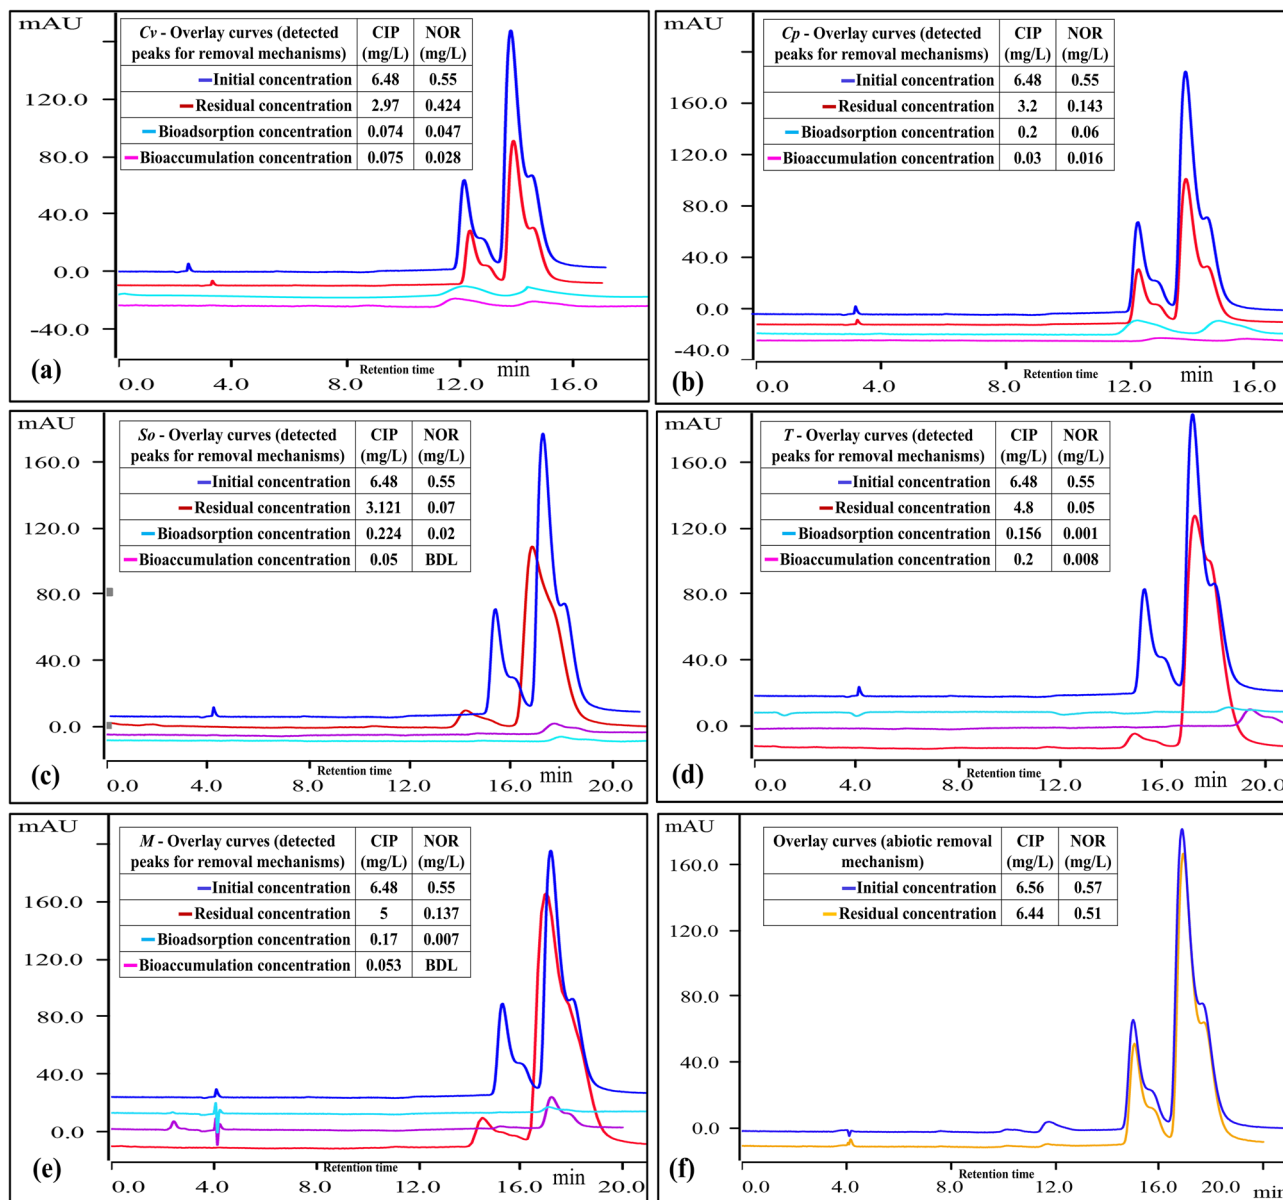 mAU
Cv - Overlay curves (detected peaks for removal mechanisms) CIP (mg/L) NOR (mg/L)
Initial concentration 6.48 0.55
Residual concentration 2.97 0.424
Bioadsorption concentration 0.074 0.047
Bioaccumulation concentration 0.075 0.028
120.0
80.0
40.0
0.0
-40.0
(a)
0.0 4.0 8.0 12.0 16.0
Retention time
min
mAU
Cp - Overlay curves (detected peaks for removal mechanisms) CIP (mg/L) NOR (mg/L)
Initial concentration 6.48 0.55
Residual concentration 3.2 0.143
Bioadsorption concentration 0.2 0.06
Bioaccumulation concentration 0.03 0.016
160.0
120.0
80.0
40.0
0.0
-40.0
(b)
0.0 4.0 8.0 12.0 16.0
Retention time
min
mAU
So - Overlay curves (detected peaks for removal mechanisms) CIP (mg/L) NOR (mg/L)
Initial concentration 6.48 0.55
Residual concentration 3.121 0.07
Bioadsorption concentration 0.224 0.02
Bioaccumulation concentration 0.05 BDL
160.0
120.0
80.0
40.0
0.0
(c)
0.0 4.0 8.0 12.0 16.0 20.0
Retention time
min
mAU
T - Overlay curves (detected peaks for removal mechanisms) CIP (mg/L) NOR (mg/L)
Initial concentration 6.48 0.55
Residual concentration 4.8 0.05
Bioadsorption concentration 0.156 0.001
Bioaccumulation concentration 0.2 0.008
160.0
120.0
80.0
40.0
0.0
(d)
0.0 4.0 8.0 12.0 16.0 20.0
Retention time
min
mAU
M - Overlay curves (detected peaks for removal mechanisms) CIP (mg/L) NOR (mg/L)
Initial concentration 6.48 0.55
Residual concentration 5 0.137
Bioadsorption concentration 0.17 0.007
Bioaccumulation concentration 0.053 BDL
160.0
120.0
80.0
40.0
0.0
(e)
0.0 4.0 8.0 12.0 16.0 20.0
Retention time
min
mAU
Overlay curves (abiotic removal mechanism) CIP (mg/L) NOR (mg/L)
Initial concentration 6.56 0.57
Residual concentration 6.44 0.51
160.0
120.0
80.0
40.0
0.0
(f)
0.0 4.0 8.0 12.0 16.0 20.0
Retention time
min